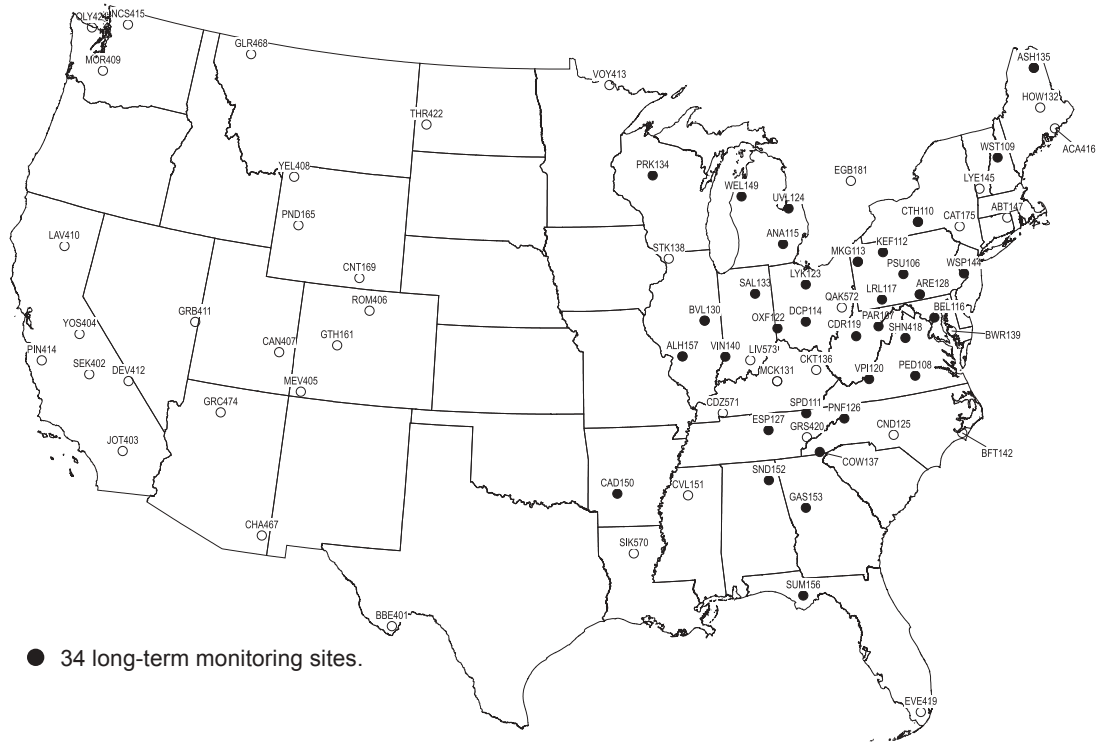 OLY421
NCS415
GLR468
MOR409
VOY413
ASH135
HOW132
THR422
WST109
ACA416
PRK134
EGB181
YEL408
WEL149
LYE145
UVL124
ABT147
PND165
CTH110
CAT175
LAV410
ANA115
STK138
MKG113
KEF112
PSU106
WSP144
CNT169
LYK123
SAL133
LRL117
ARE128
ROM406
QAK572
BEL116
GRB411
BVL130
OXF122
DCP114
PAR107
YOS404
CDR119
SHN418
BWR139
GTH161
CAN407
PIN414
ALH157
VIN140
LIV573
CKT136
SEK402
DEV412
MCK131
VPI120
PED108
MEV405
GRC474
CDZ571
SPD111
PNF126
ESP127
GRS420
CND125
JOT403
BFT142
COW137
SND152
CAD150
CVL151
GAS153
CHA467
SIK570
SUM156
BBE401
34 long-term monitoring sites.
EVE419